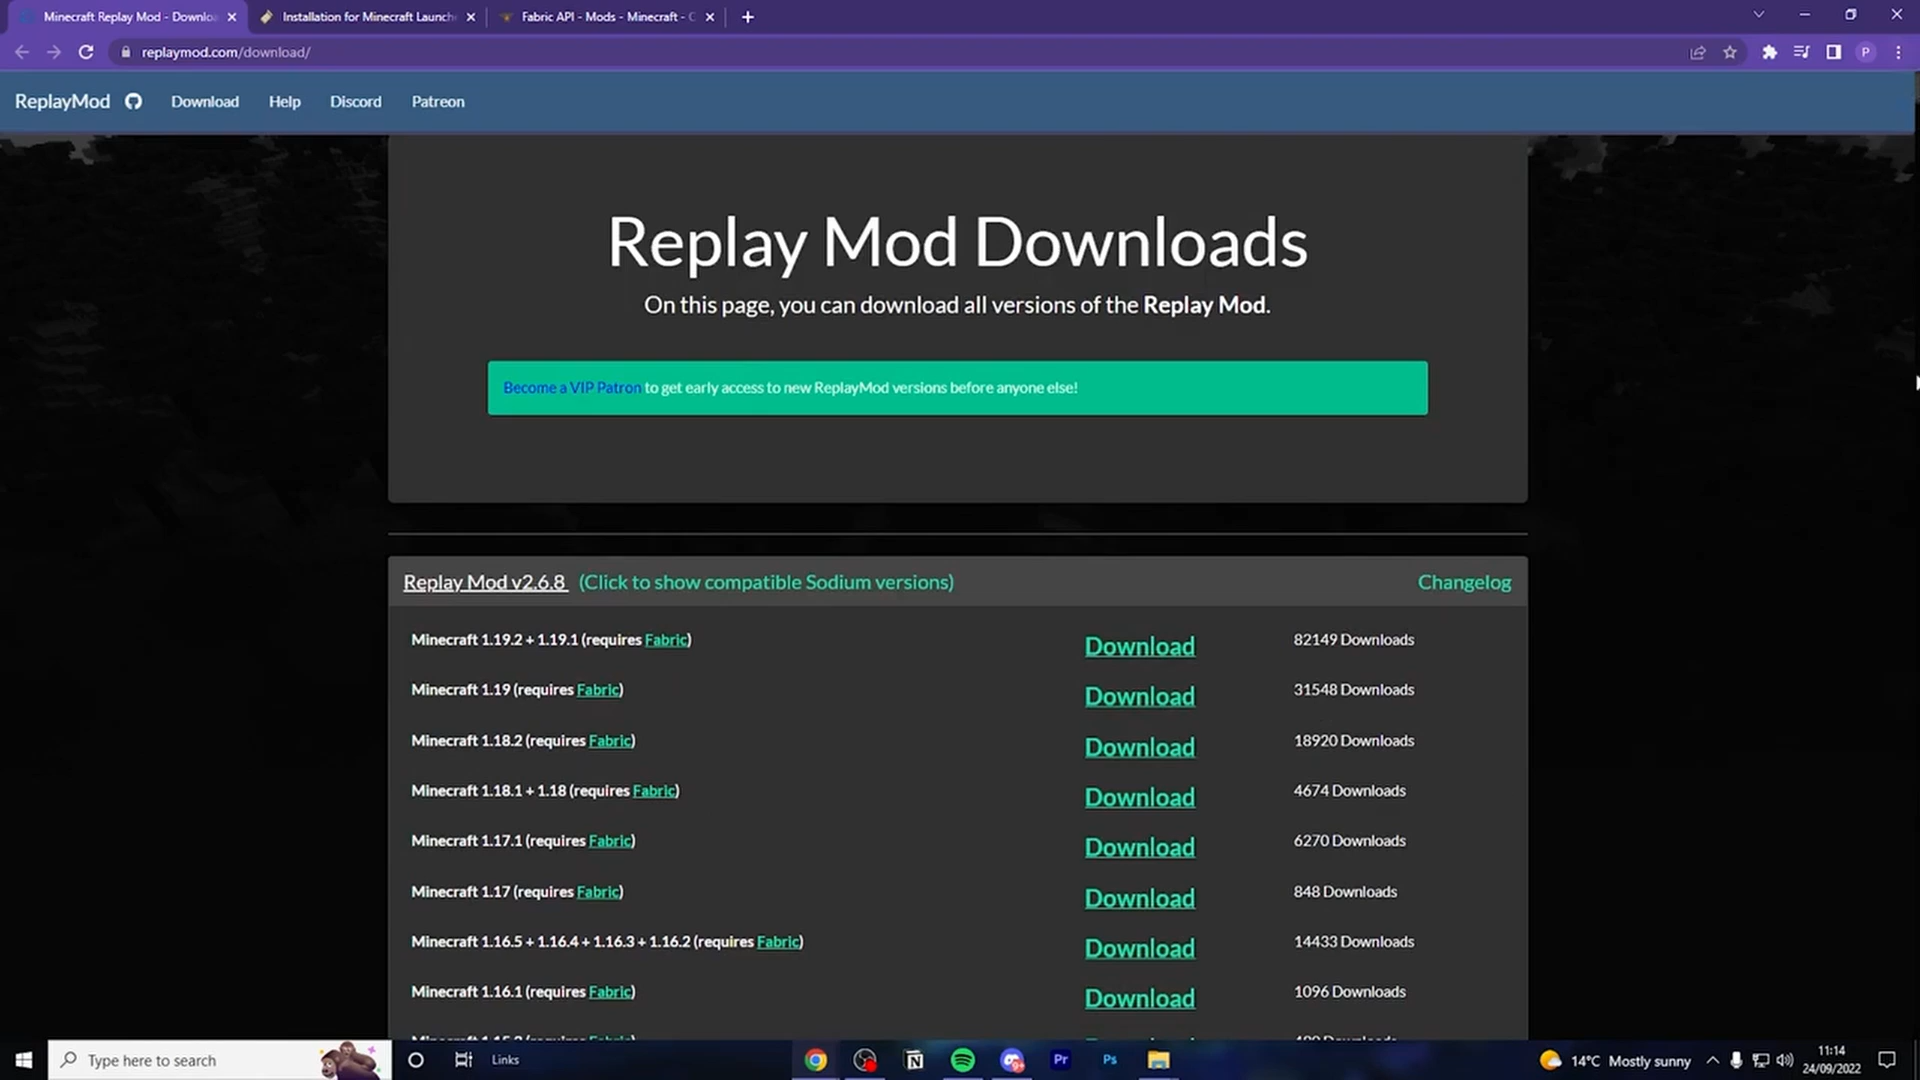 Minecraft Replay Mod - Downloa
Installation for Minecraft Launche
Fabric API - Mods - Minecraft - C
replaymod.com/download/
P
ReplayMod
Download
Help
Discord
Patreon
Replay Mod Downloads
On this page, you can download all versions of the Replay Mod.
Become a VIP Patron to get early access to new ReplayMod versions before anyone else!
Replay Mod v2.6.8 (Click to show compatible Sodium versions) Changelog
Minecraft 1.19.2 + 1.19.1 (requires Fabric) Download 82149 Downloads
Minecraft 1.19 (requires Fabric) Download 31548 Downloads
Minecraft 1.18.2 (requires Fabric) Download 18920 Downloads
Minecraft 1.18.1 + 1.18 (requires Fabric) Download 4674 Downloads
Minecraft 1.17.1 (requires Fabric) Download 6270 Downloads
Minecraft 1.17 (requires Fabric) Download 848 Downloads
Minecraft 1.16.5 + 1.16.4 + 1.16.3 + 1.16.2 (requires Fabric) Download 14433 Downloads
Minecraft 1.16.1 (requires Fabric) Download 1096 Downloads
Type here to search
Links
Pr
Ps
14°C Mostly sunny
11:14
24/09/2022